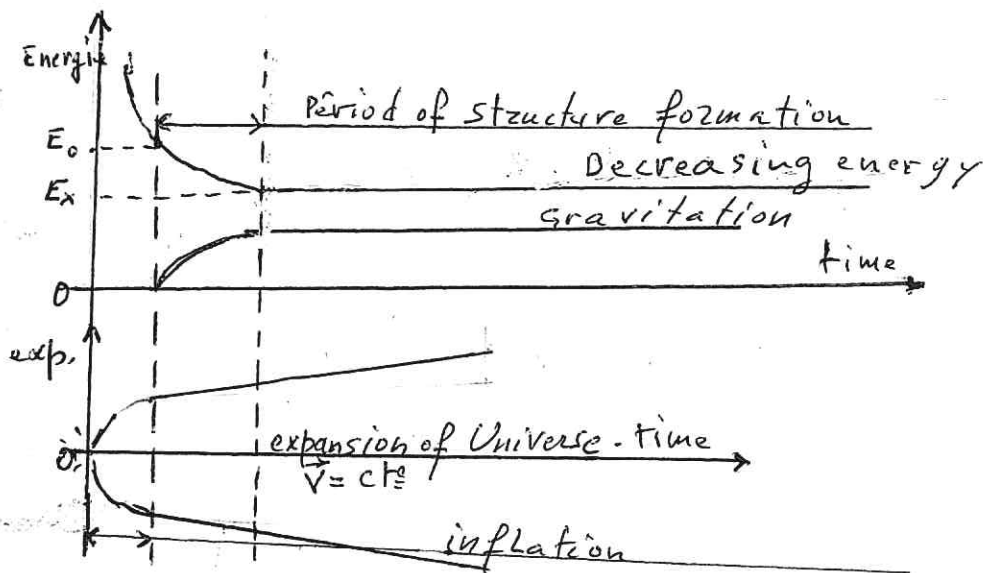 Energie
Period of structure formation
E₀
Decreasing energy
Eₓ
Gravitation
time
0
exp.
0
expansion of Universe. time
V = cte
inflation